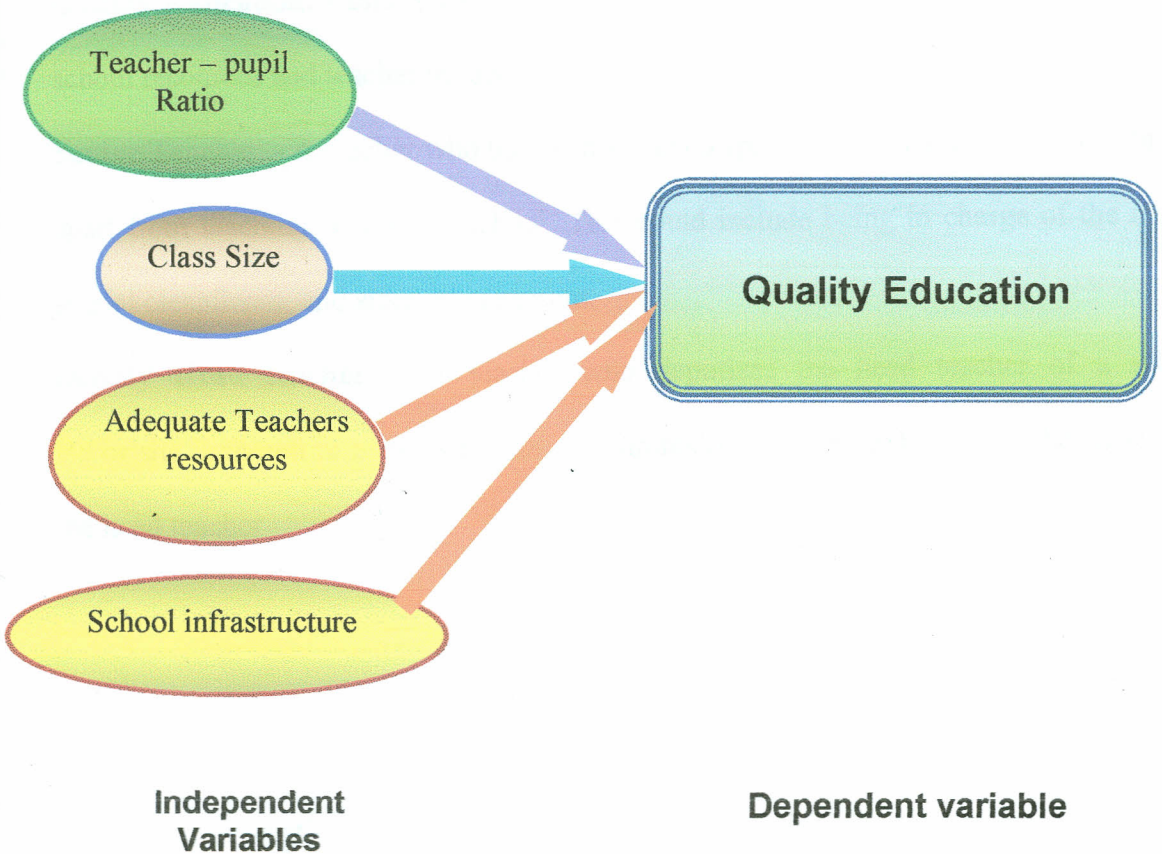 Teacher – pupil
Ratio
Class Size
Quality Education
Adequate Teachers
resources
School infrastructure
Independent
Variables
Dependent variable